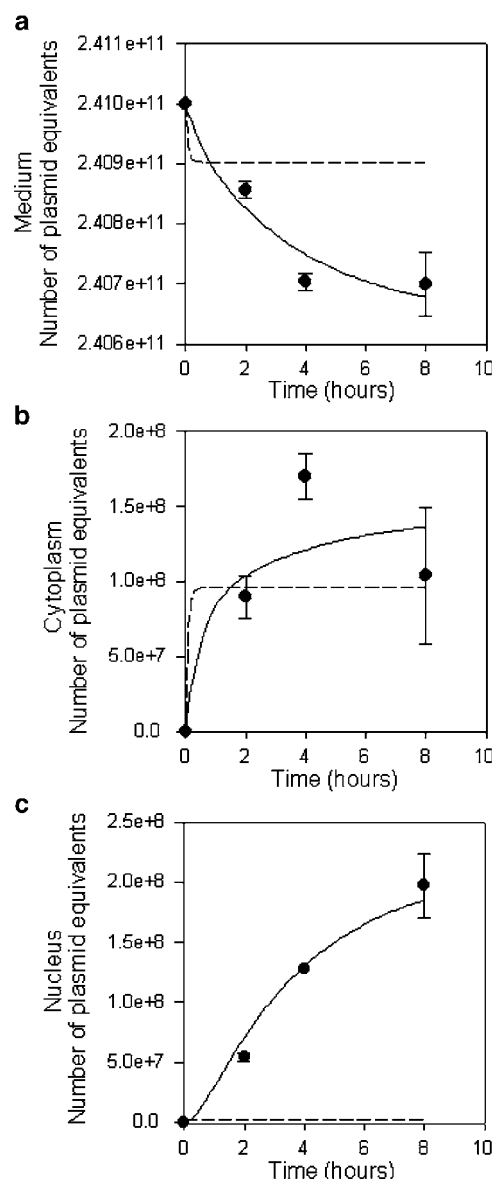 a
Medium
Number of plasmid equivalents
2.411e+11
2.410e+11
2.409e+11
2.408e+11
2.407e+11
2.406e+11
0 2 4 6 8 10
Time (hours)
b
Cytoplasm
Number of plasmid equivalents
2.0e+8
1.5e+8
1.0e+8
5.0e+7
0.0
0 2 4 6 8 10
Time (hours)
c
Nucleus
Number of plasmid equivalents
2.5e+8
2.0e+8
1.5e+8
1.0e+8
5.0e+7
0.0
0 2 4 6 8 10
Time (hours)